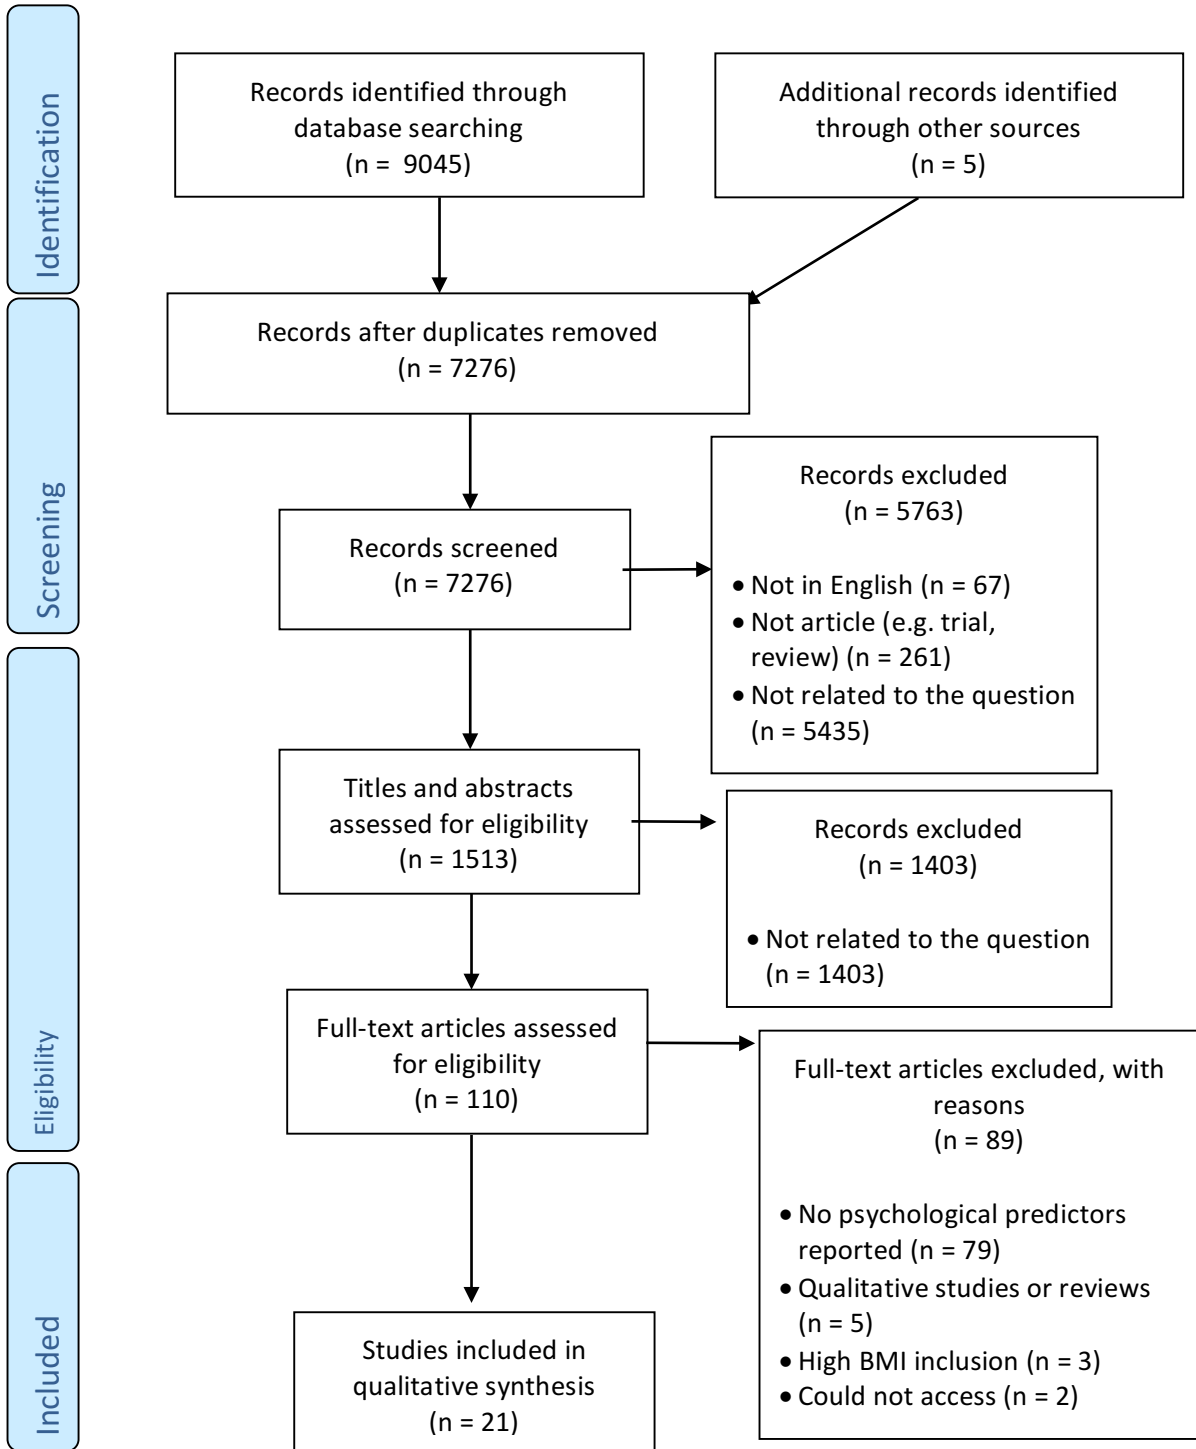 Identification
Records identified through
database searching
(n = 9045)
Additional records identified
through other sources
(n = 5)
Screening
Records after duplicates removed
(n = 7276)
Records screened
(n = 7276)
Records excluded
(n = 5763)
• Not in English (n = 67)
• Not article (e.g. trial,
review) (n = 261)
• Not related to the question
(n = 5435)
Eligibility
Titles and abstracts
assessed for eligibility
(n = 1513)
Records excluded
(n = 1403)
• Not related to the question
(n = 1403)
Full-text articles assessed
for eligibility
(n = 110)
Full-text articles excluded, with
reasons
(n = 89)
• No psychological predictors
reported (n = 79)
• Qualitative studies or reviews
(n = 5)
• High BMI inclusion (n = 3)
• Could not access (n = 2)
Included
Studies included in
qualitative synthesis
(n = 21)